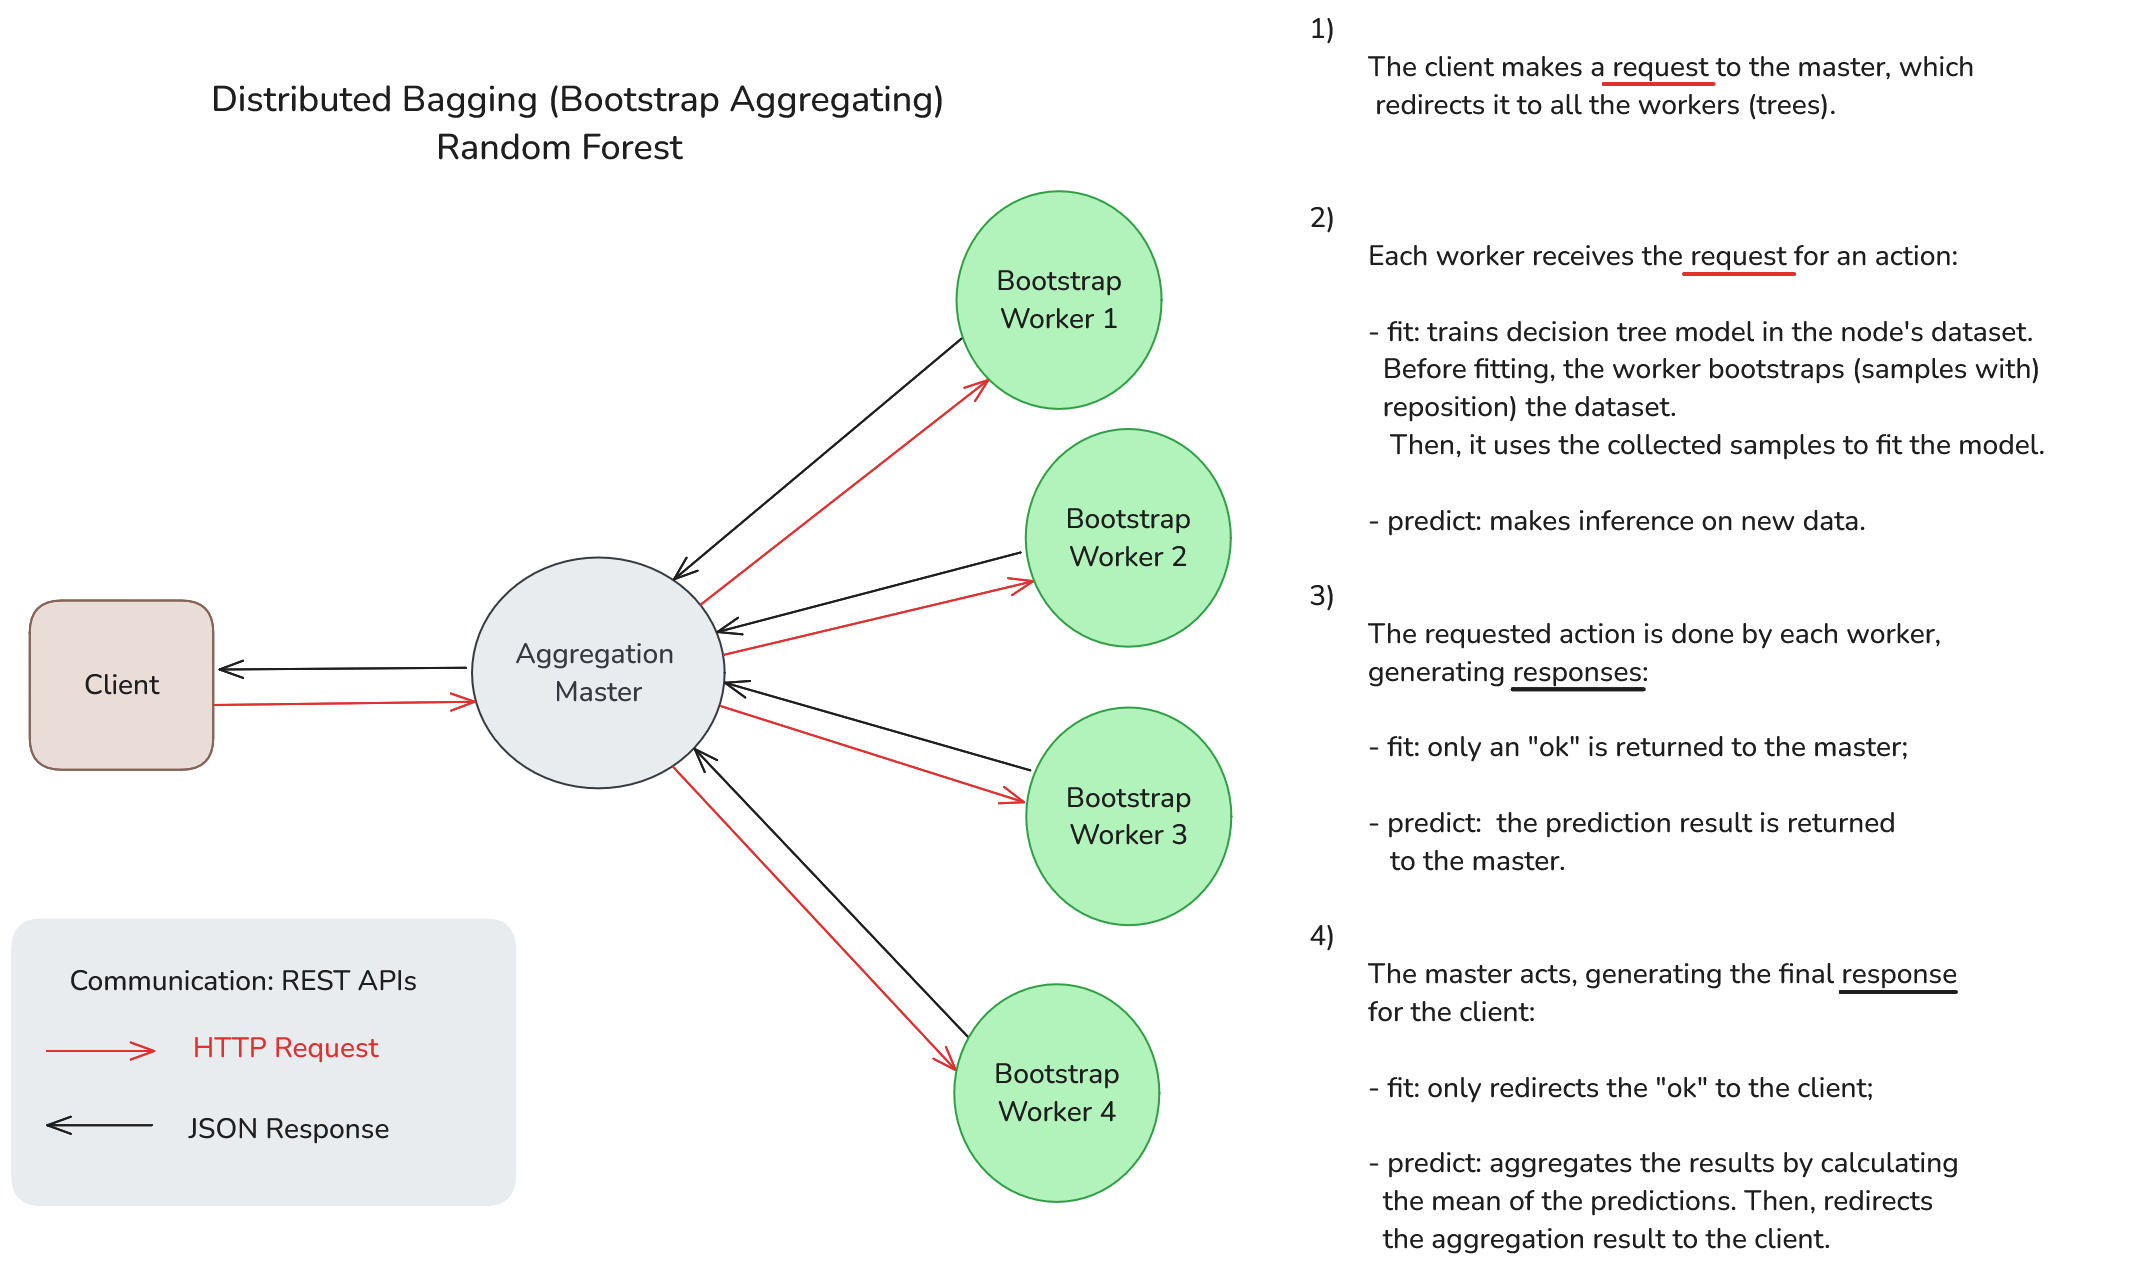 Distributed Bagging (Bootstrap Aggregating)
Random Forest
Bootstrap
Worker 1
Bootstrap
Worker 2
Aggregation
Master
Client
Bootstrap
Worker 3
Bootstrap
Worker 4
Communication: REST APIs
HTTP Request
JSON Response
1)
The client makes a request to the master, which
redirects it to all the workers (trees).
2)
Each worker receives the request for an action:
- fit: trains decision tree model in the node's dataset.
Before fitting, the worker bootstraps (samples with)
reposition) the dataset.
Then, it uses the collected samples to fit the model.
- predict: makes inference on new data.
3)
The requested action is done by each worker,
generating responses:
- fit: only an "ok" is returned to the master;
- predict:  the prediction result is returned
to the master.
4)
The master acts, generating the final response
for the client:
- fit: only redirects the "ok" to the client;
- predict: aggregates the results by calculating
the mean of the predictions. Then, redirects
the aggregation result to the client.